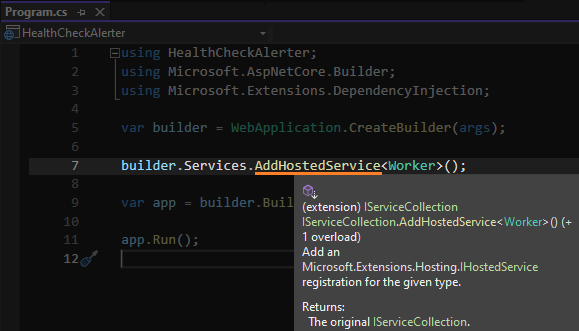 Program.cs
HealthCheckAlerter
1 using HealthCheckAlerter;
2 using Microsoft.AspNetCore.Builder;
3 using Microsoft.Extensions.DependencyInjection;
4
5 var builder = WebApplication.CreateBuilder(args);
6
7 builder.Services.AddHostedService<Worker>();
8
9 var app = builder.Buil
10
11 app.Run();
12
(extension) IServiceCollection
IServiceCollection.AddHostedService<Worker>() (+
1 overload)
Add an
Microsoft.Extensions.Hosting.IHostedService
registration for the given type.
Returns:
The original IServiceCollection.